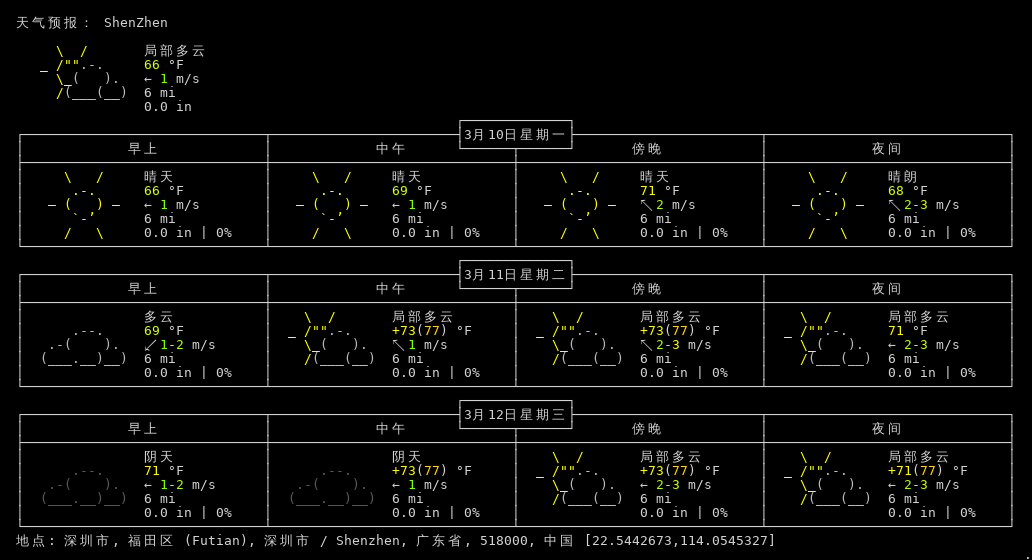 天气预报： ShenZhen
局部多云
66 °F
← 1 m/s
6 mi
0.0 in
3月10日星期一
早上 中午 傍晚 夜间
晴天 晴天 晴天 晴朗
66 °F 69 °F 71 °F 68 °F
← 1 m/s ← 1 m/s ↖ 2 m/s ↖ 2-3 m/s
6 mi 6 mi 6 mi 6 mi
0.0 in | 0% 0.0 in | 0% 0.0 in | 0% 0.0 in | 0%
3月11日星期二
早上 中午 傍晚 夜间
多云 局部多云 局部多云 局部多云
69 °F +73(77) °F +73(77) °F 71 °F
↙ 1-2 m/s ↖ 1 m/s ↖ 2-3 m/s ← 2-3 m/s
6 mi 6 mi 6 mi 6 mi
0.0 in | 0% 0.0 in | 0% 0.0 in | 0% 0.0 in | 0%
3月12日星期三
早上 中午 傍晚 夜间
阴天 阴天 局部多云 局部多云
71 °F +73(77) °F +73(77) °F +71(77) °F
← 1-2 m/s ← 1 m/s ← 2-3 m/s ← 2-3 m/s
6 mi 6 mi 6 mi 6 mi
0.0 in | 0% 0.0 in | 0% 0.0 in | 0% 0.0 in | 0%
地点: 深圳市, 福田区 (Futian), 深圳市 / Shenzhen, 广东省, 518000, 中国 [22.5442673,114.0545327]